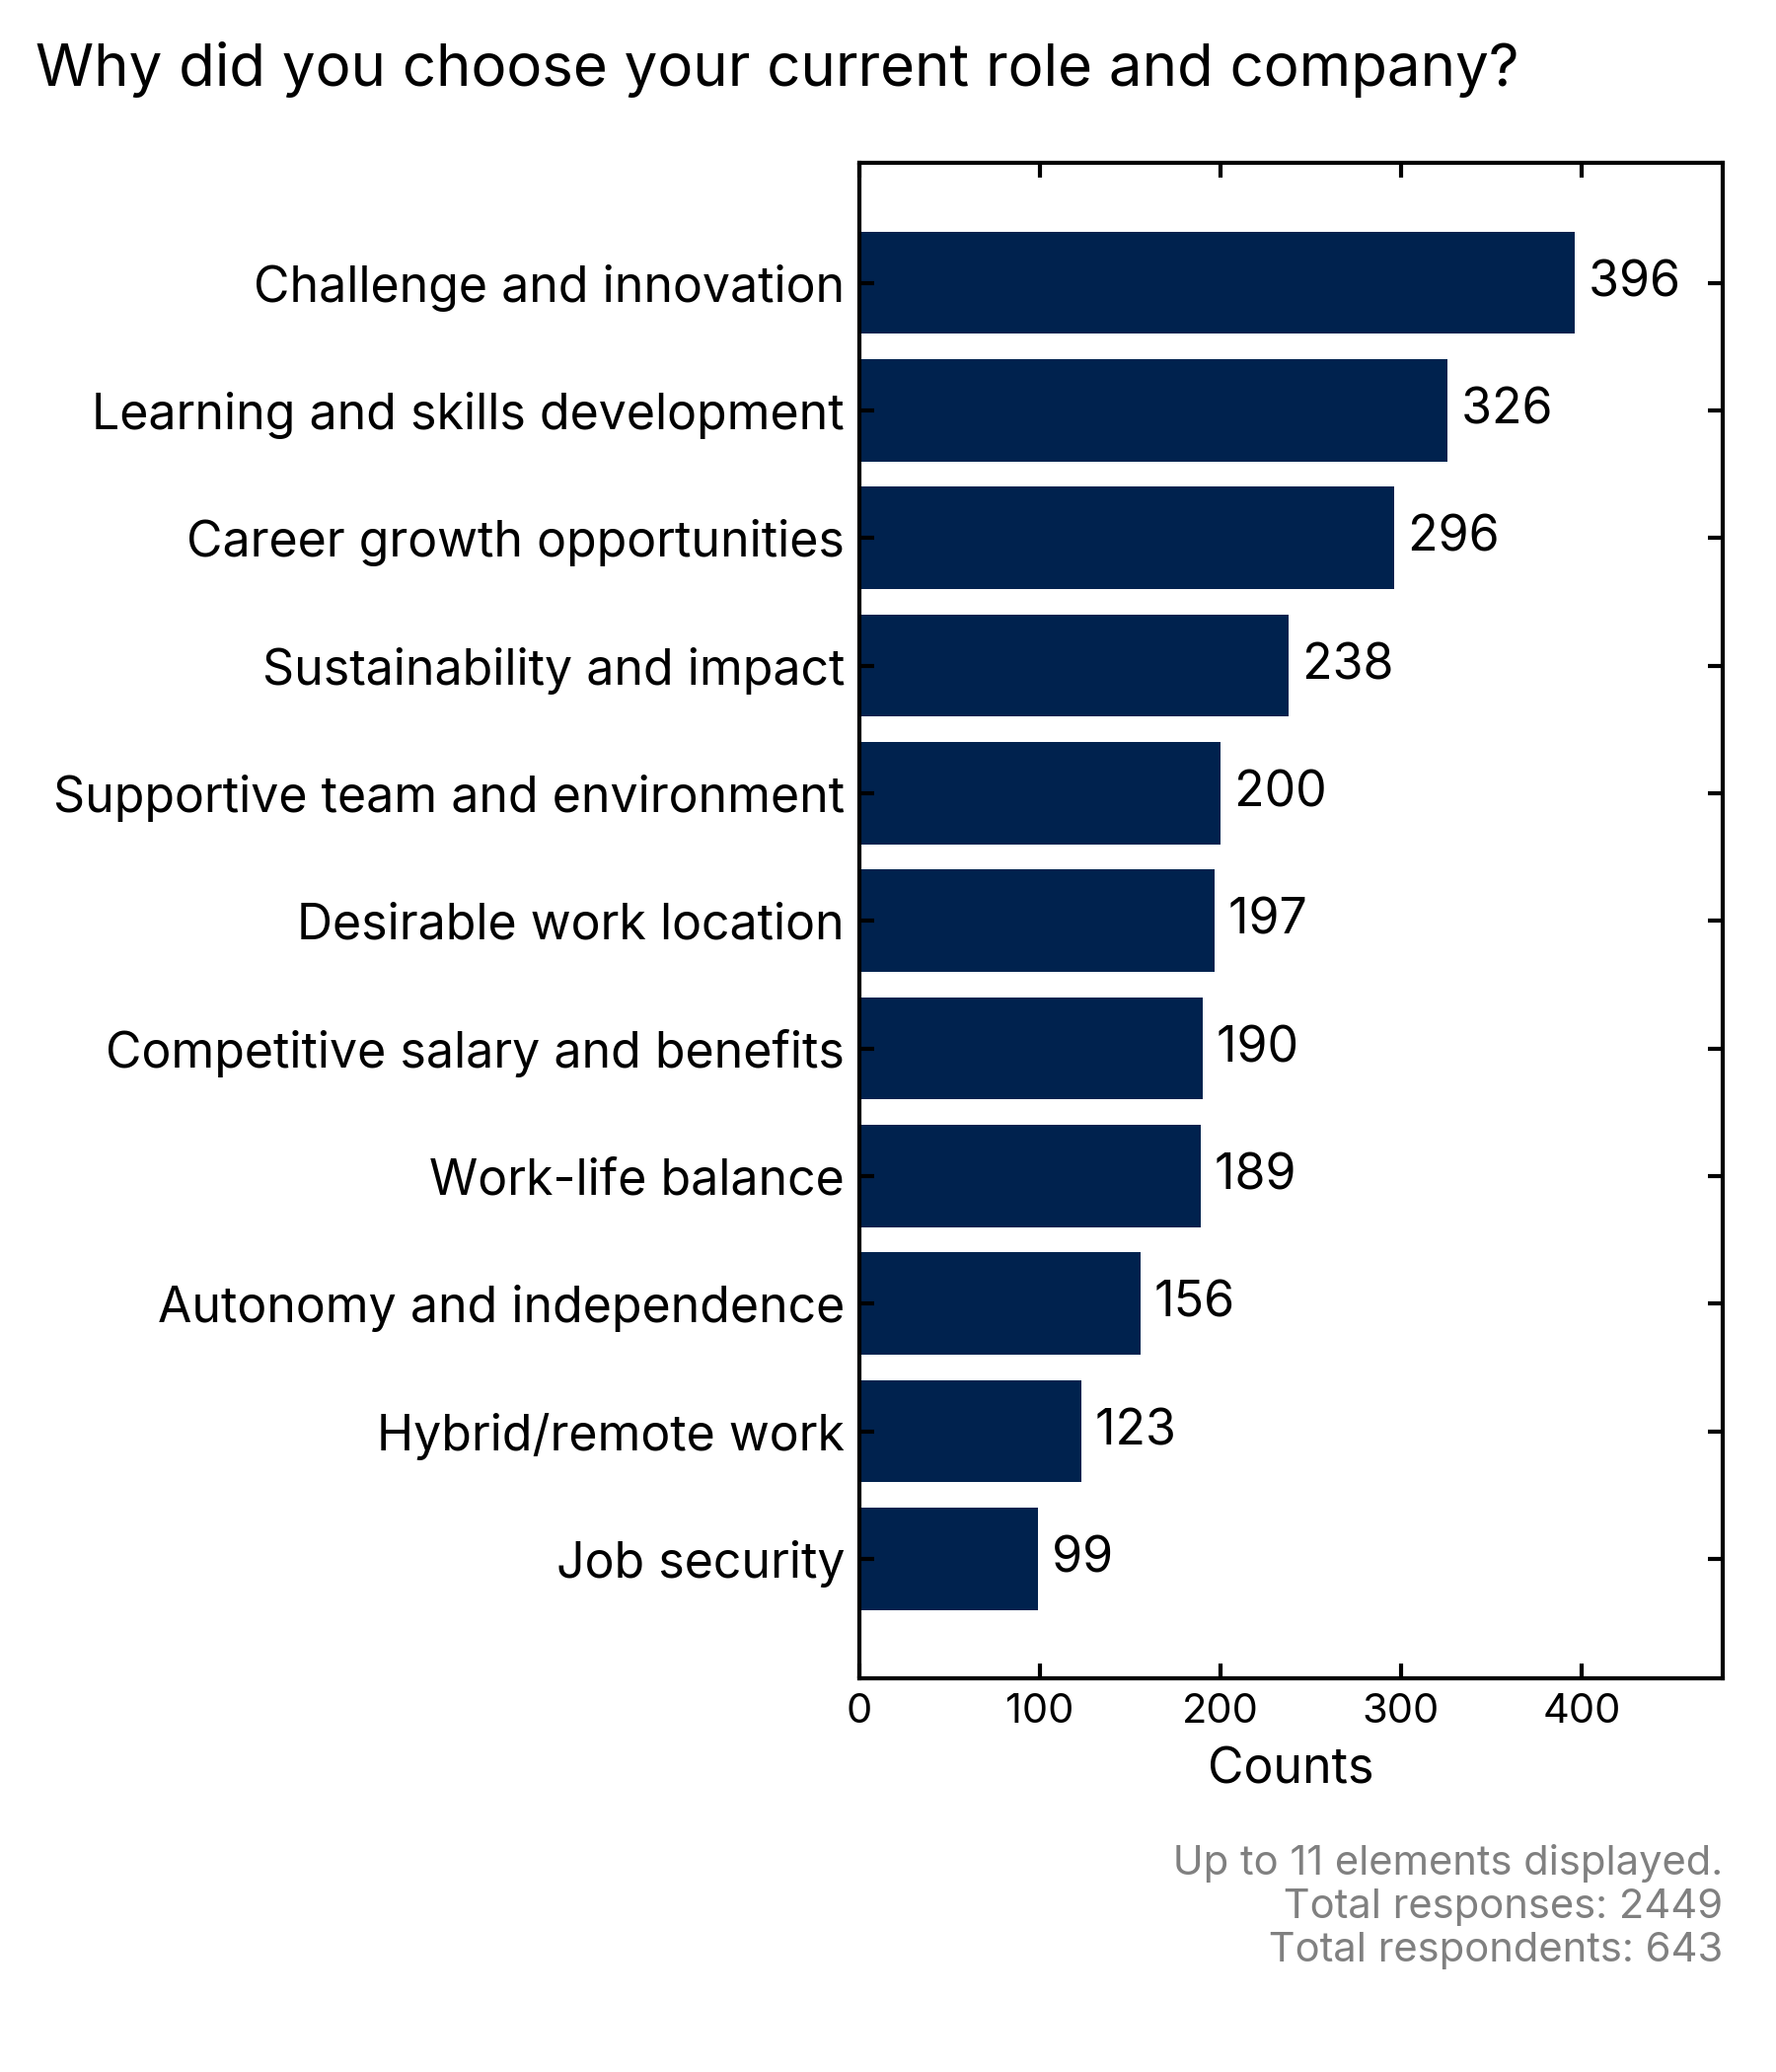 Why did you choose your current role and company?
Challenge and innovation 396
Learning and skills development 326
Career growth opportunities 296
Sustainability and impact 238
Supportive team and environment 200
Desirable work location 197
Competitive salary and benefits 190
Work-life balance 189
Autonomy and independence 156
Hybrid/remote work 123
Job security 99
0 100 200 300 400
Counts
Up to 11 elements displayed.
Total responses: 2449
Total respondents: 643